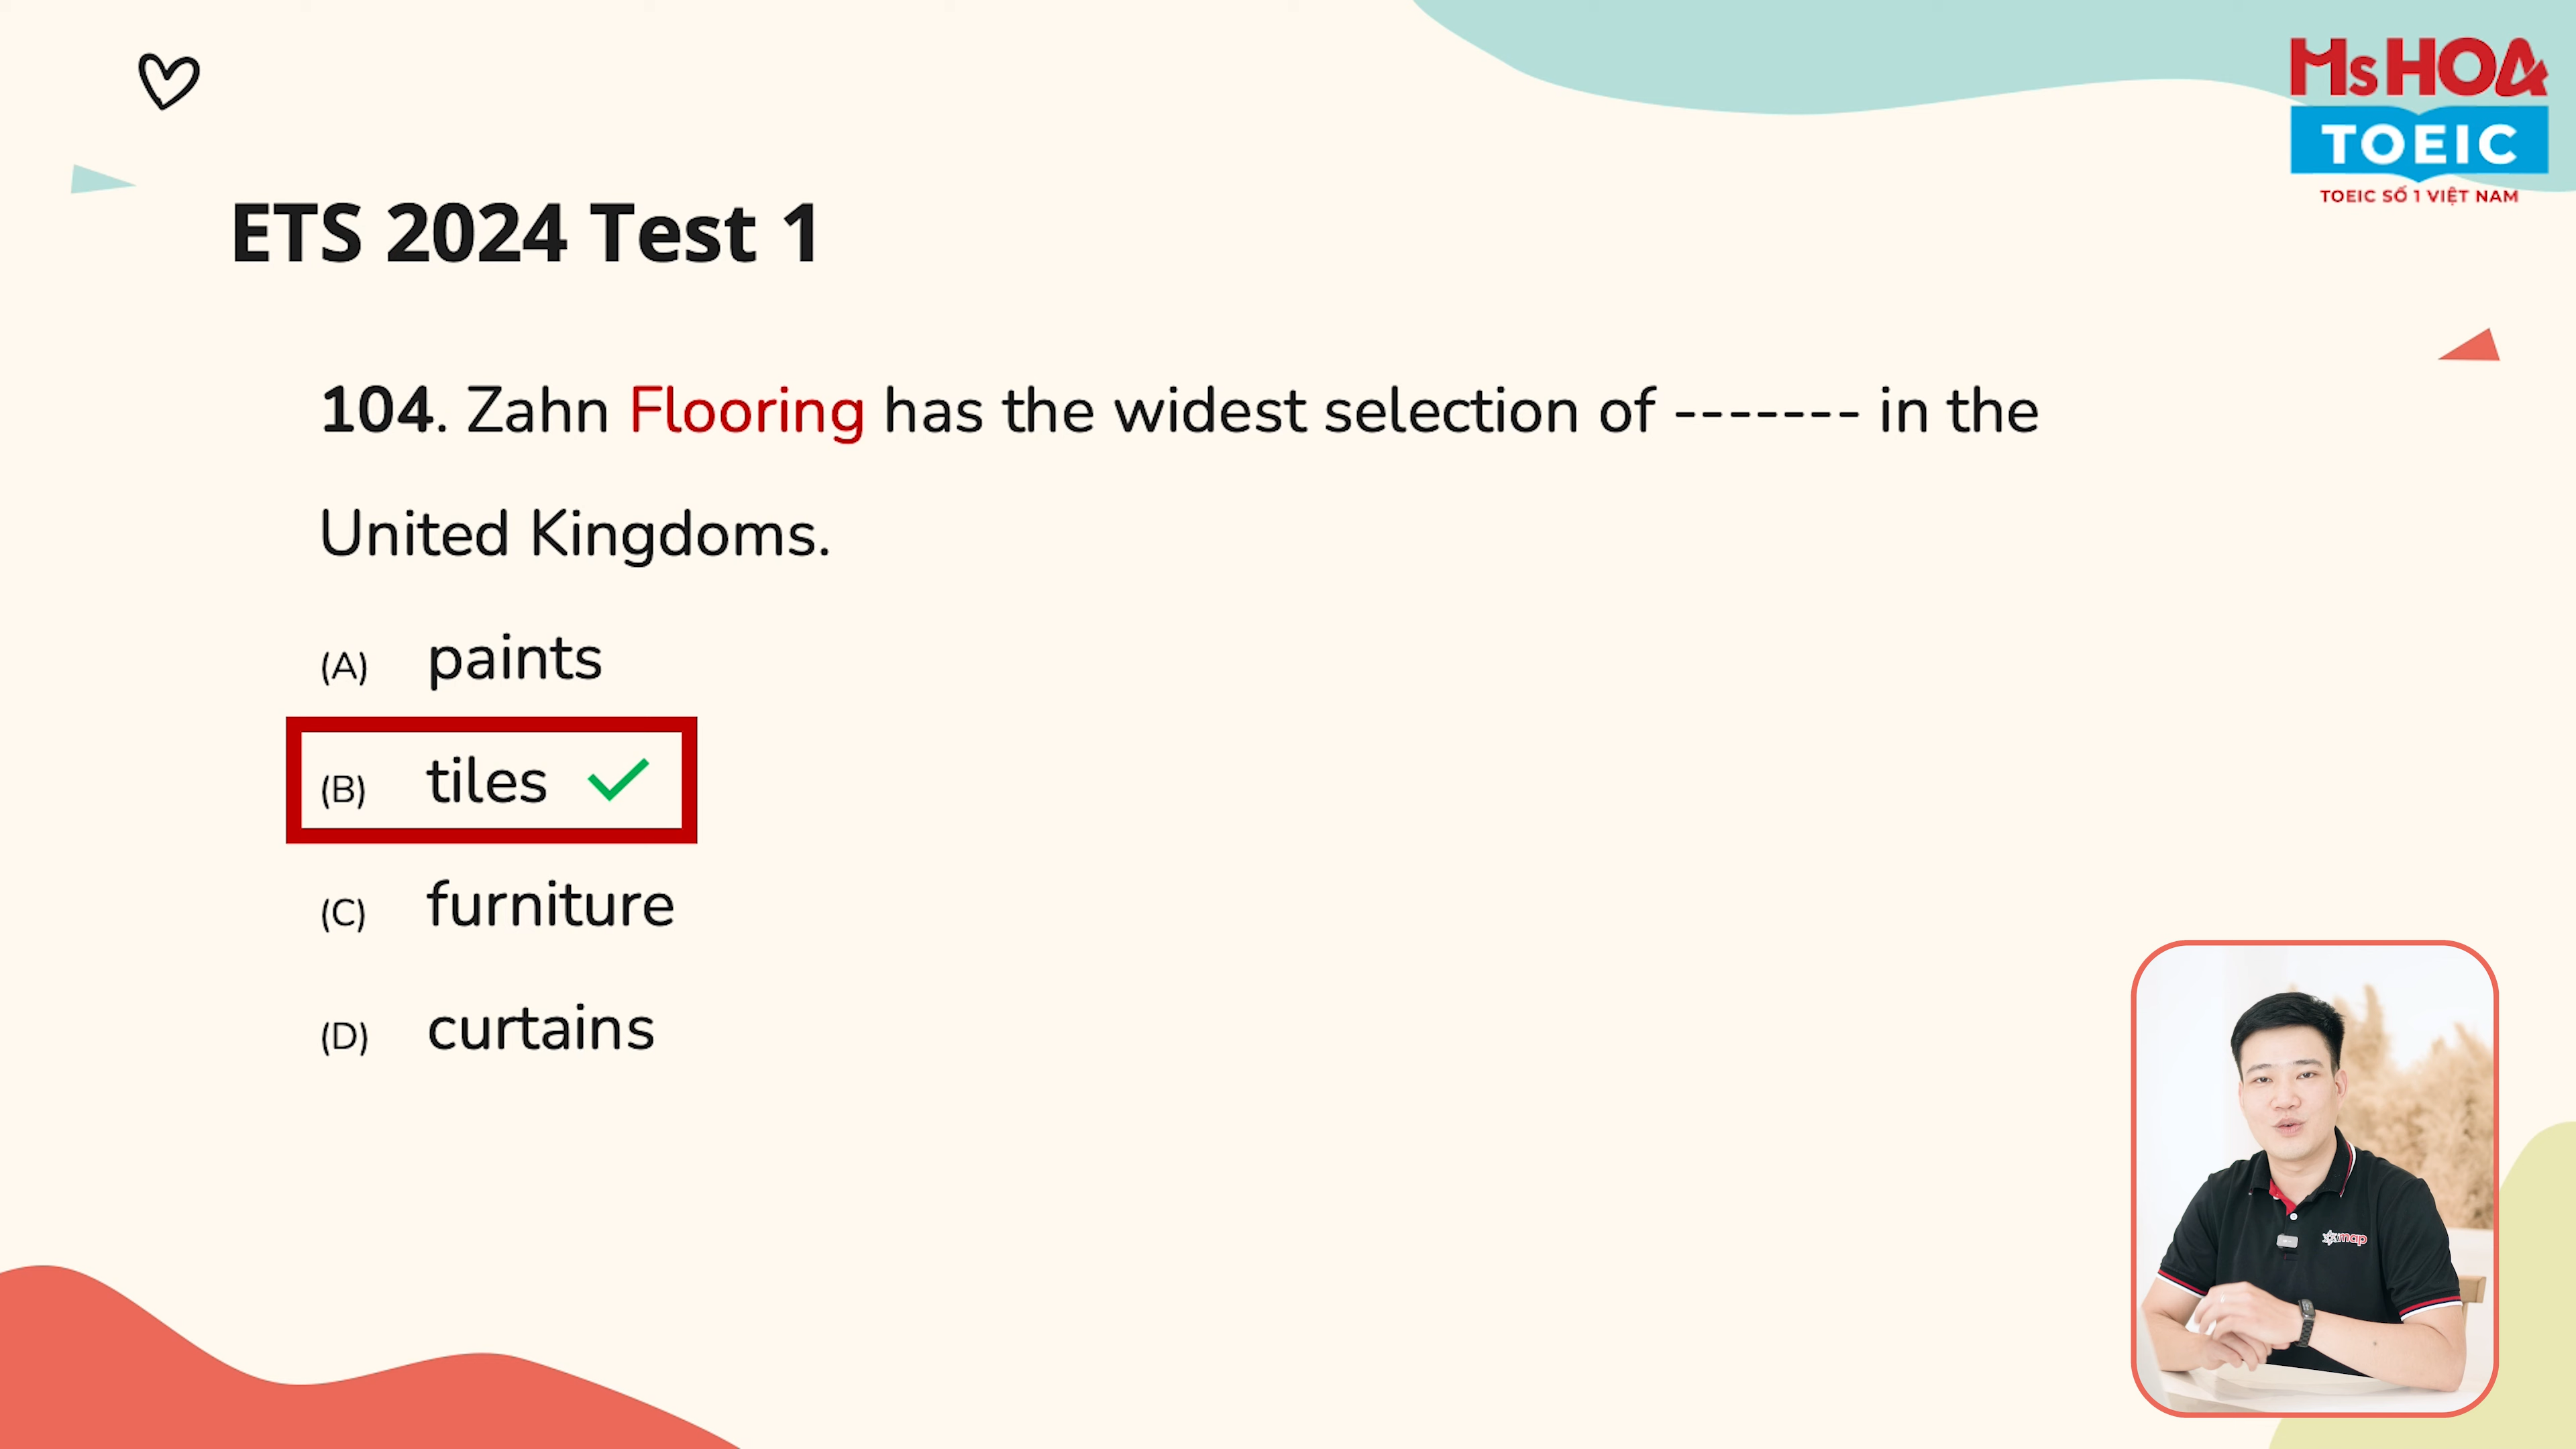 MsHOA
TOEIC
TOEIC SỐ 1 VIỆT NAM
ETS 2024 Test 1
104. Zahn Flooring has the widest selection of ------- in the
United Kingdoms.
(A) paints
(B) tiles
(C) furniture
(D) curtains
map